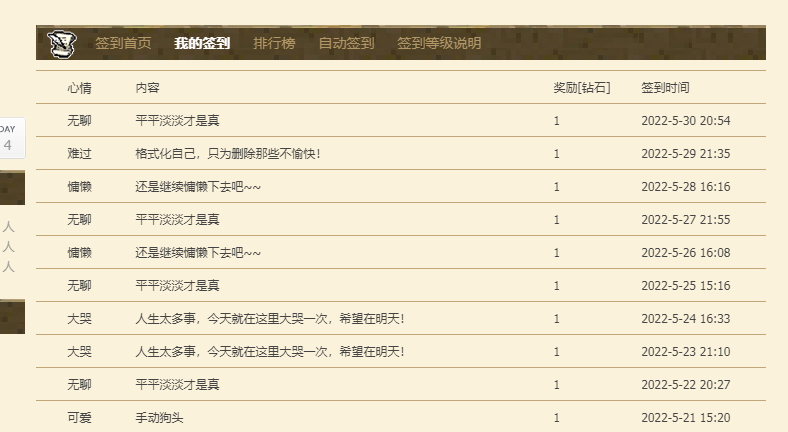 签到首页 我的签到 排行榜 自动签到 签到等级说明
心情 内容 奖励[钻石] 签到时间
无聊 平平淡淡才是真 1 2022-5-30 20:54
DAY
4
难过 格式化自己，只为删除那些不愉快！ 1 2022-5-29 21:35
慵懒 还是继续慵懒下去吧~~ 1 2022-5-28 16:16
无聊 平平淡淡才是真 1 2022-5-27 21:55
人
人
人
慵懒 还是继续慵懒下去吧~~ 1 2022-5-26 16:08
无聊 平平淡淡才是真 1 2022-5-25 15:16
大哭 人生太多事，今天就在这里大哭一次，希望在明天！ 1 2022-5-24 16:33
大哭 人生太多事，今天就在这里大哭一次，希望在明天！ 1 2022-5-23 21:10
无聊 平平淡淡才是真 1 2022-5-22 20:27
可爱 手动狗头 1 2022-5-21 15:20